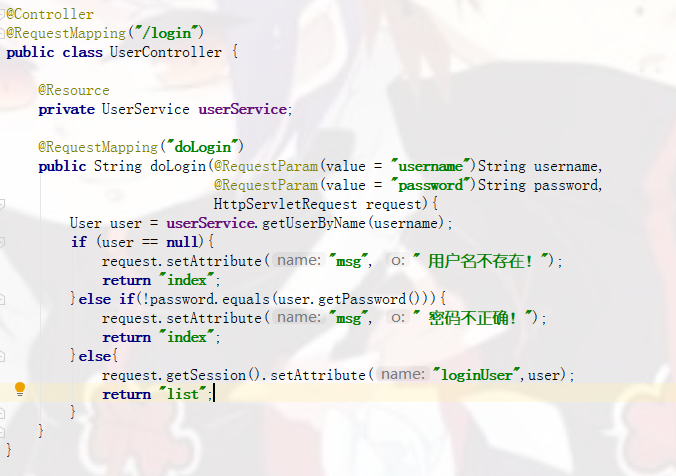 @Controller
@RequestMapping("/login")
public class UserController {
@Resource
private UserService userService;
@RequestMapping("doLogin")
public String doLogin(@RequestParam(value = "username")String username,
@RequestParam(value = "password")String password,
HttpServletRequest request){
User user = userService.getUserByName(username);
if (user == null){
request.setAttribute( name: "msg", o: " 用户名不存在！");
return "index";
}else if(!password.equals(user.getPassword())){
request.setAttribute( name: "msg", o: " 密码不正确！");
return "index";
}else{
request.getSession().setAttribute( name: "loginUser",user);
return "list";
}
}
}